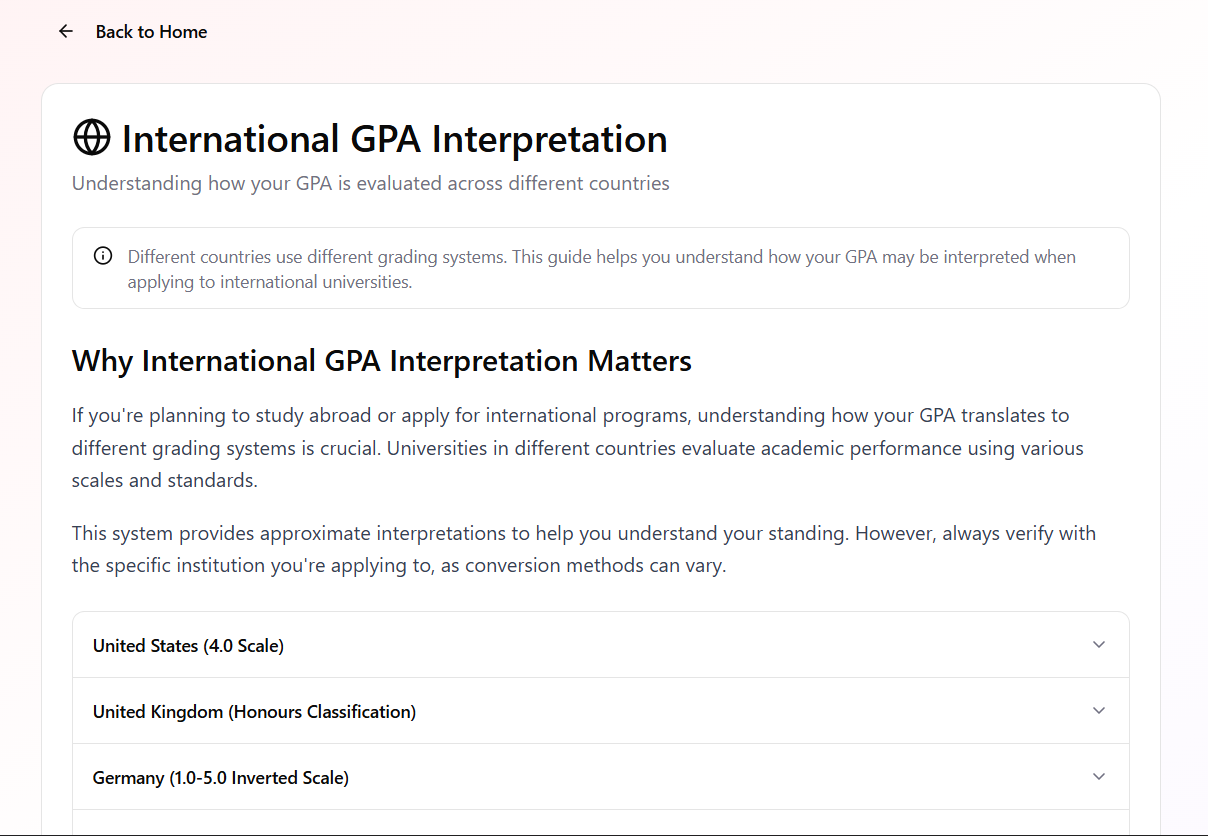 Back to Home
International GPA Interpretation
Understanding how your GPA is evaluated across different countries
Different countries use different grading systems. This guide helps you understand how your GPA may be interpreted when
applying to international universities.
Why International GPA Interpretation Matters
If you're planning to study abroad or apply for international programs, understanding how your GPA translates to
different grading systems is crucial. Universities in different countries evaluate academic performance using various
scales and standards.
This system provides approximate interpretations to help you understand your standing. However, always verify with
the specific institution you're applying to, as conversion methods can vary.
United States (4.0 Scale)
United Kingdom (Honours Classification)
Germany (1.0-5.0 Inverted Scale)